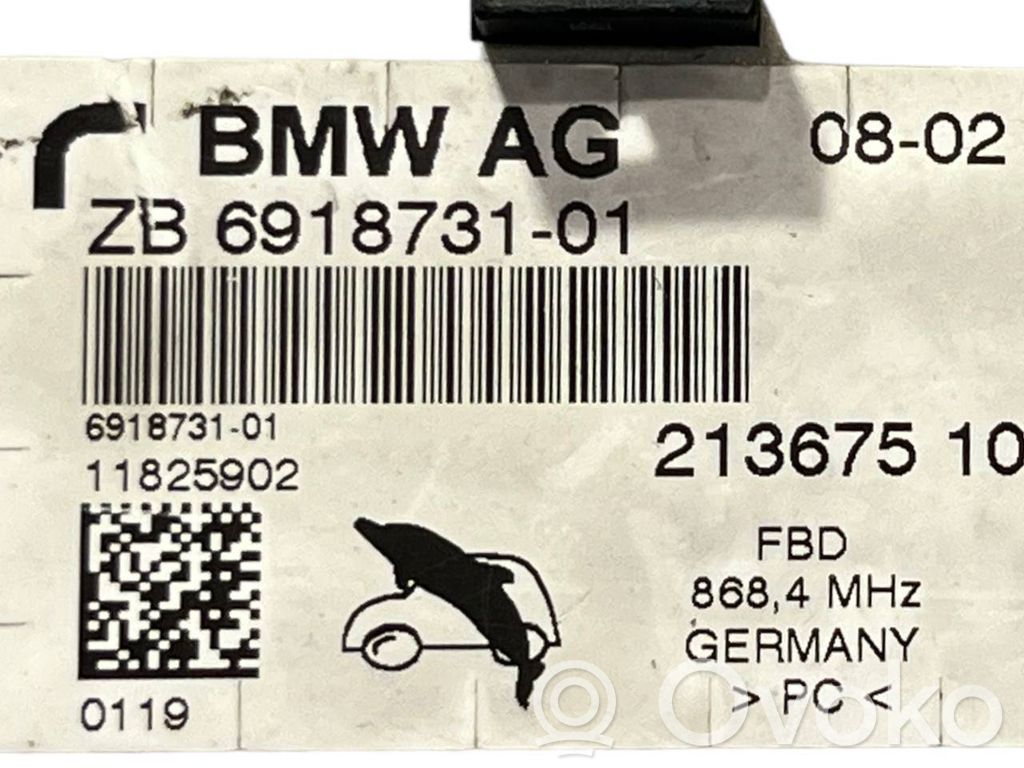 BMW AG 08-02
ZB 6918731-01
6918731-01
11825902 213675 10
FBD
868,4 MHz
GERMANY
> PC <
0119
Ovoko